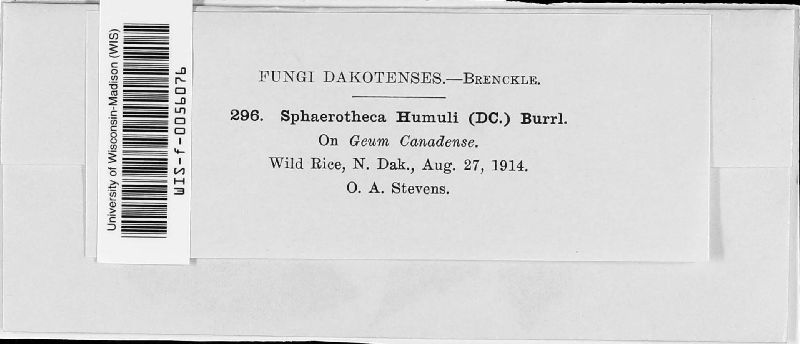 University of Wisconsin-Madison (WIS)
WIS-f-0056076
FUNGI DAKOTENSES.—BRENCKLE.
296. Sphaerotheca Humuli (DC.) Burrl.
On Geum Canadense.
Wild Rice, N. Dak., Aug. 27, 1914.
O. A. Stevens.